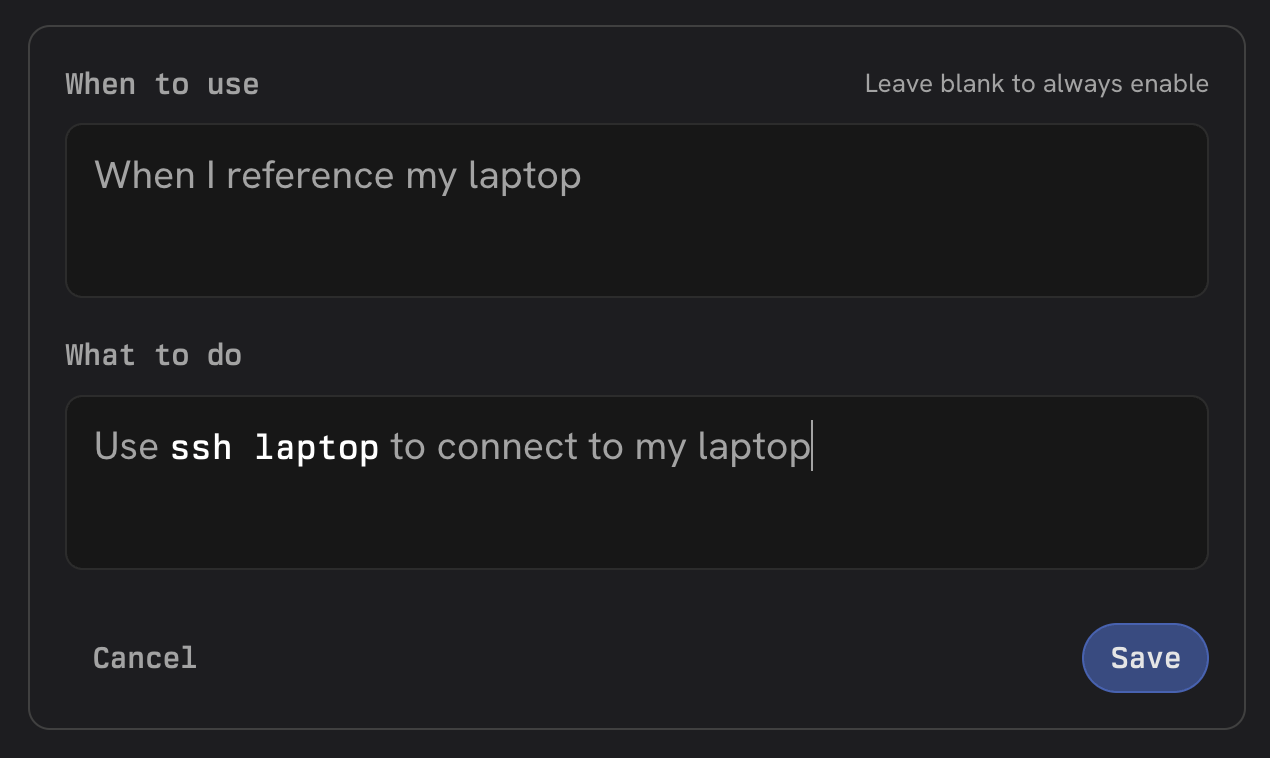 When to use
Leave blank to always enable
When I reference my laptop
What to do
Use ssh laptop to connect to my laptop
Cancel
Save